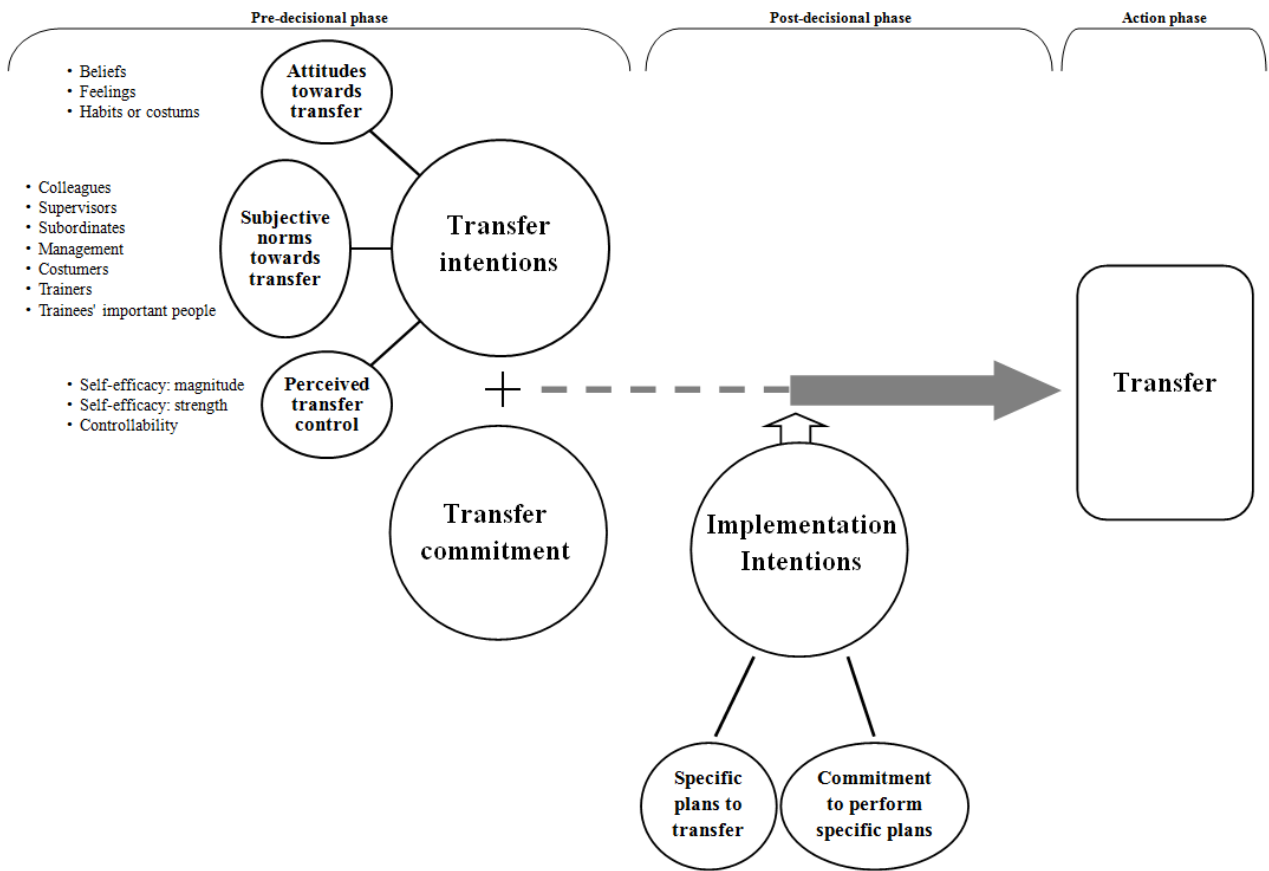 Pre-decisional phase
Post-decisional phase
Action phase
• Beliefs
• Feelings
• Habits or costums
Attitudes
towards
transfer
• Colleagues
• Supervisors
• Subordinates
• Management
• Costumers
• Trainers
• Trainees' important people
Subjective
norms
towards
transfer
Transfer
intentions
• Self-efficacy: magnitude
• Self-efficacy: strength
• Controllability
Perceived
transfer
control
+
Transfer
Transfer
commitment
Implementation
Intentions
Specific
plans to
transfer
Commitment
to perform
specific plans